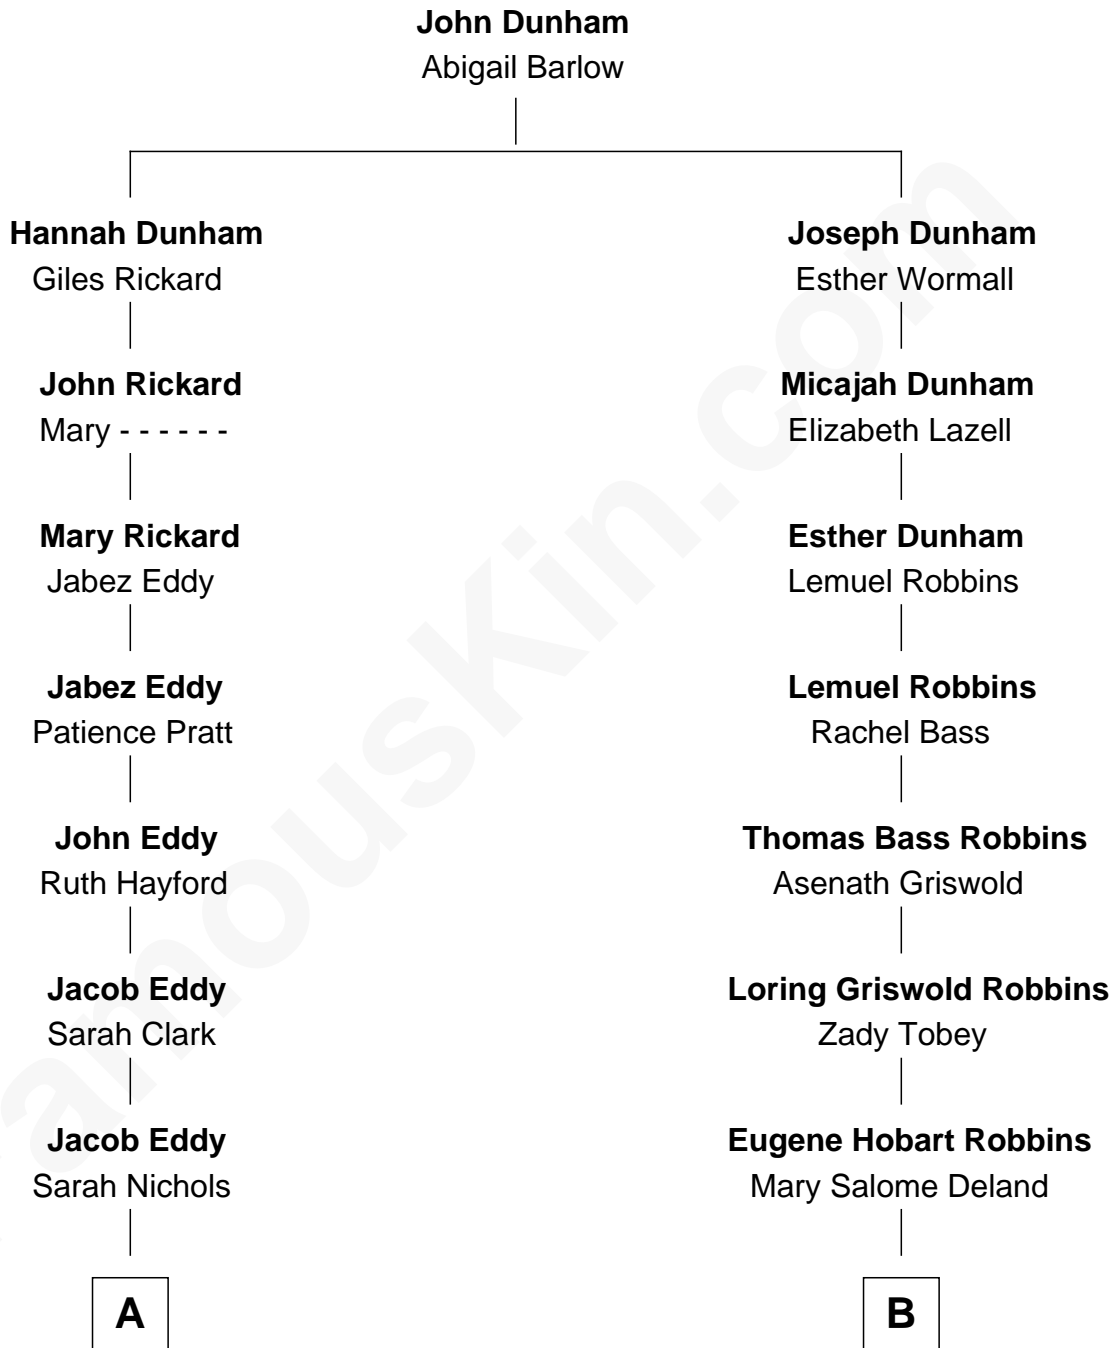 John Dunham
Abigail Barlow
Hannah Dunham
Giles Rickard
Joseph Dunham
Esther Wormall
John Rickard
Mary - - - - - -
Micajah Dunham
Elizabeth Lazell
Mary Rickard
Jabez Eddy
Esther Dunham
Lemuel Robbins
Jabez Eddy
Patience Pratt
Lemuel Robbins
Rachel Bass
John Eddy
Ruth Hayford
Thomas Bass Robbins
Asenath Griswold
Jacob Eddy
Sarah Clark
Loring Griswold Robbins
Zady Tobey
Jacob Eddy
Sarah Nichols
Eugene Hobart Robbins
Mary Salome Deland
A
B
amousKin.com